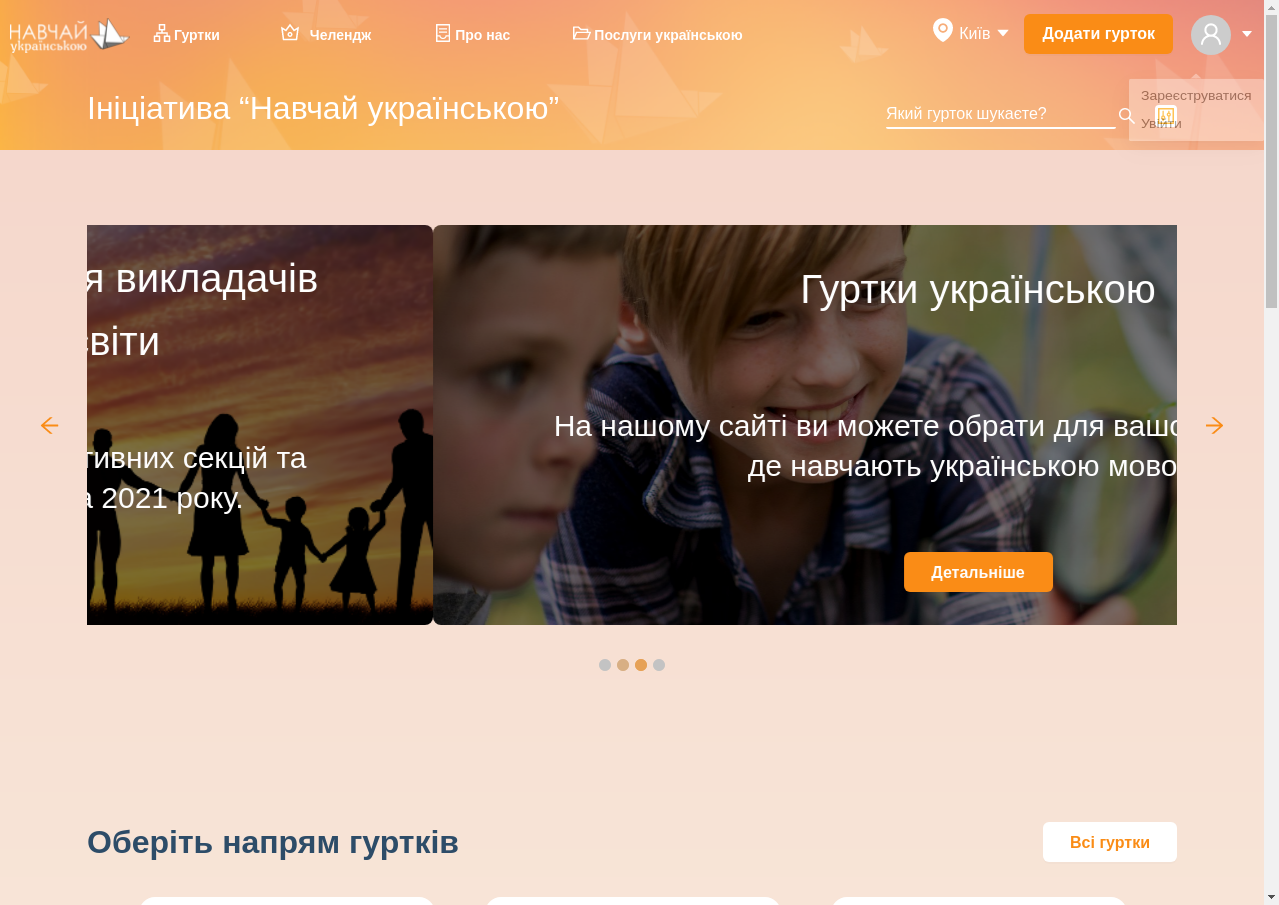 НАВЧАЙ
українською
Гуртки
Челендж
Про нас
Послуги українською
Київ
Додати гурток
Ініціатива “Навчай українською”
Який гурток шукаєте?
Зареєструватися
Увійти
я викладачів
світи
тивних секцій та
а 2021 року.
Гуртки українською
На нашому сайті ви можете обрати для вашо
де навчають українською мово
Детальніше
Оберіть напрям гуртків
Всі гуртки